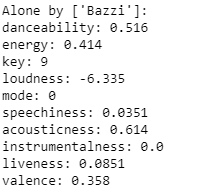 Alone by ['Bazzi']:
danceability: 0.516
energy: 0.414
key: 9
loudness: -6.335
mode: 0
speechiness: 0.0351
acousticness: 0.614
instrumentalness: 0.0
liveness: 0.0851
valence: 0.358